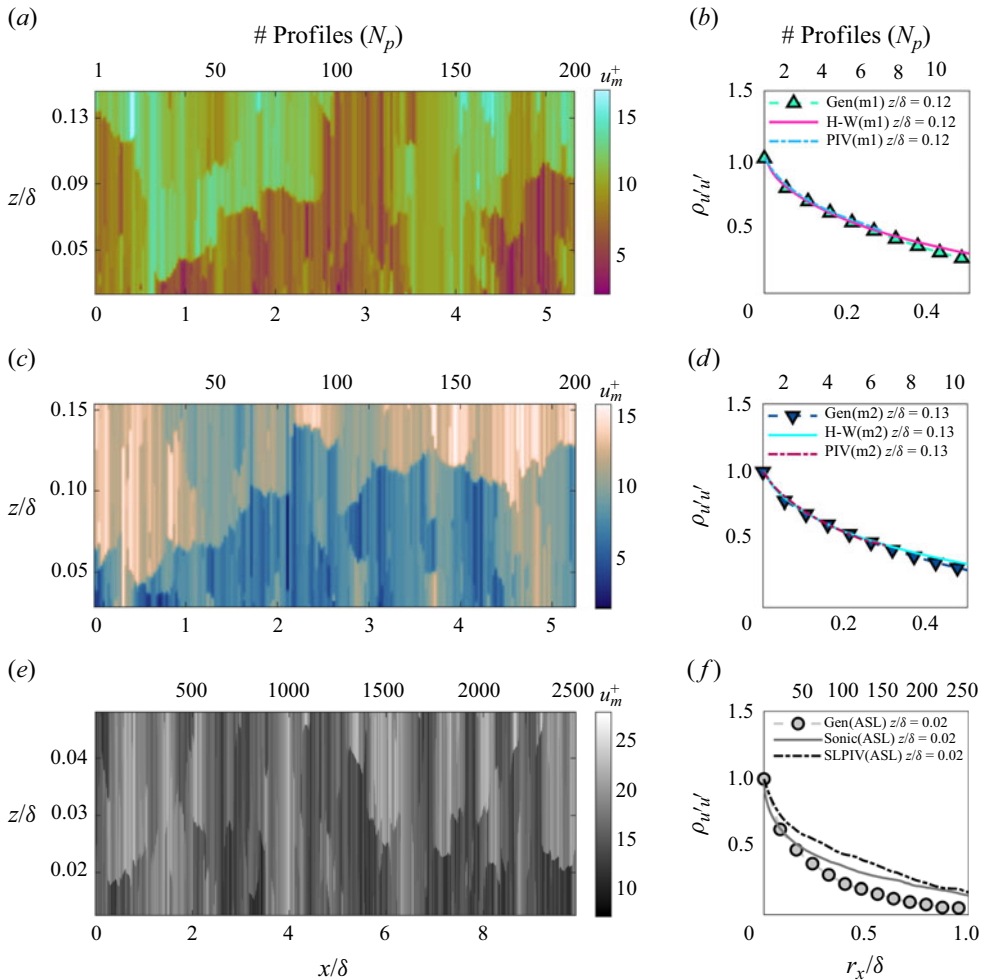 (a)
# Profiles (Np)
1 50 100 150 200
u_m^+
0.13
0.09
0.05
z/δ
15
10
5
0 1 2 3 4 5
(b)
# Profiles (Np)
2 4 6 8 10
1.5
1.0
0.5
0
ρu′u′
Gen(m1) z/δ = 0.12
H-W(m1) z/δ = 0.12
PIV(m1) z/δ = 0.12
0.2 0.4
(c)
50 100 150 200
u_m^+
0.15
0.10
0.05
z/δ
15
10
5
0 1 2 3 4 5
(d)
2 4 6 8 10
1.5
1.0
0.5
0
ρu′u′
Gen(m2) z/δ = 0.13
H-W(m2) z/δ = 0.13
PIV(m2) z/δ = 0.13
0.2 0.4
(e)
500 1000 1500 2000 2500
u_m^+
0.04
0.03
0.02
z/δ
25
20
15
10
0 2 4 6 8
x/δ
(f)
50 100 150 200 250
1.5
1.0
0.5
0
ρu′u′
Gen(ASL) z/δ = 0.02
Sonic(ASL) z/δ = 0.02
SLPIV(ASL) z/δ = 0.02
0.5 1.0
r_x/δ